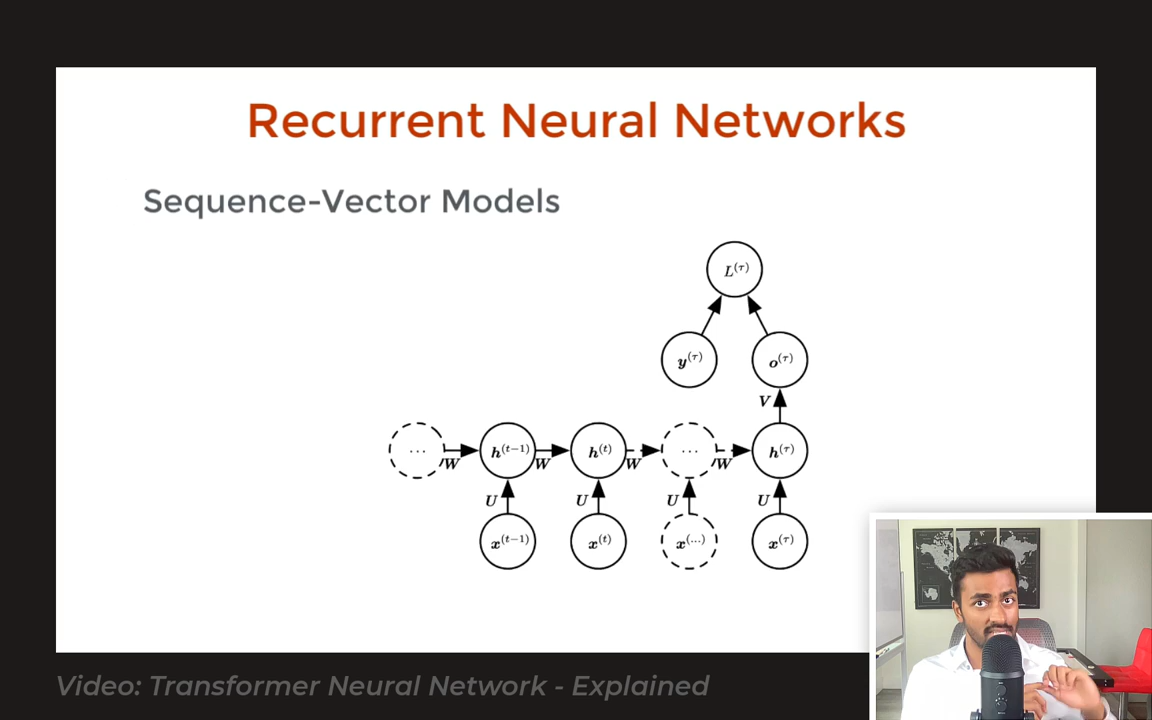 Recurrent Neural Networks
Sequence-Vector Models
L^(τ)
y^(τ) o^(τ)
V
... W h^(t−1) W h^(t) W ... W h^(τ)
U U U U
x^(t−1) x^(t) x^(...) x^(τ)
Video: Transformer Neural Network - Explained